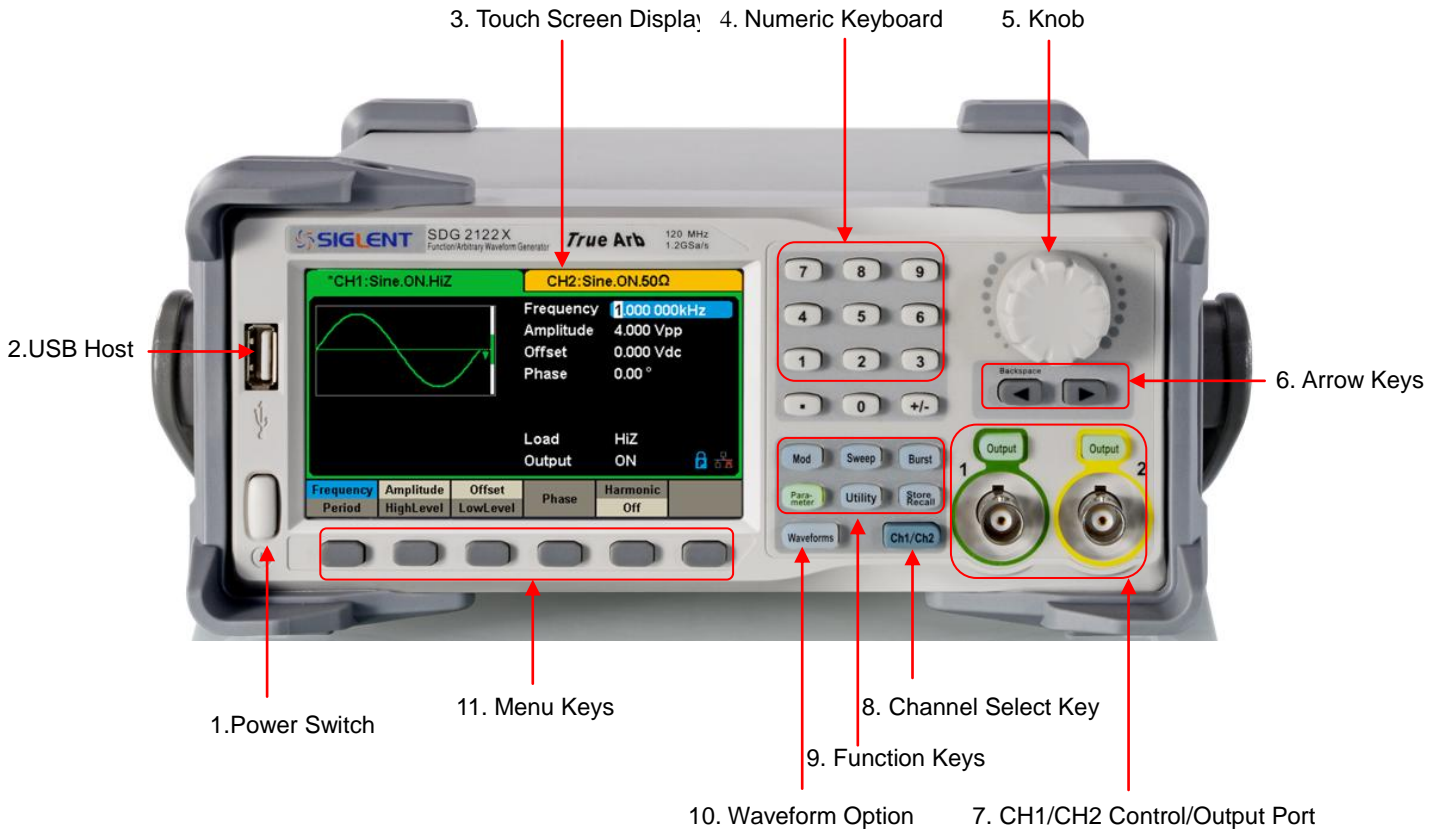 3. Touch Screen Display
4. Numeric Keyboard
5. Knob
SIGLENT
SDG 2122X
Function/Arbitrary Waveform Generator
True Arb
120 MHz
1.2GSa/s
*CH1:Sine.ON.HiZ
CH2:Sine.ON.50Ω
Frequency 1.000 000kHz
Amplitude 4.000 Vpp
Offset 0.000 Vdc
Phase 0.00 °
Load HiZ
Output ON
Frequency Amplitude Offset Phase Harmonic
Period HighLevel LowLevel Off
7 8 9
4 5 6
1 2 3
. 0 +/-
Mod Sweep Burst
Para-meter Utility Store Recall
Waveforms Ch1/Ch2
Backspace
Output Output
1 2
2.USB Host
6. Arrow Keys
1.Power Switch
11. Menu Keys
8. Channel Select Key
9. Function Keys
10. Waveform Option
7. CH1/CH2 Control/Output Port